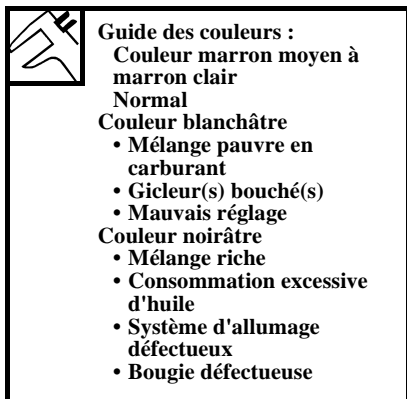 Guide des couleurs :
Couleur marron moyen à
marron clair
Normal
Couleur blanchâtre
• Mélange pauvre en
carburant
• Gicleur(s) bouché(s)
• Mauvais réglage
Couleur noirâtre
• Mélange riche
• Consommation excessive
d'huile
• Système d'allumage
défectueux
• Bougie défectueuse